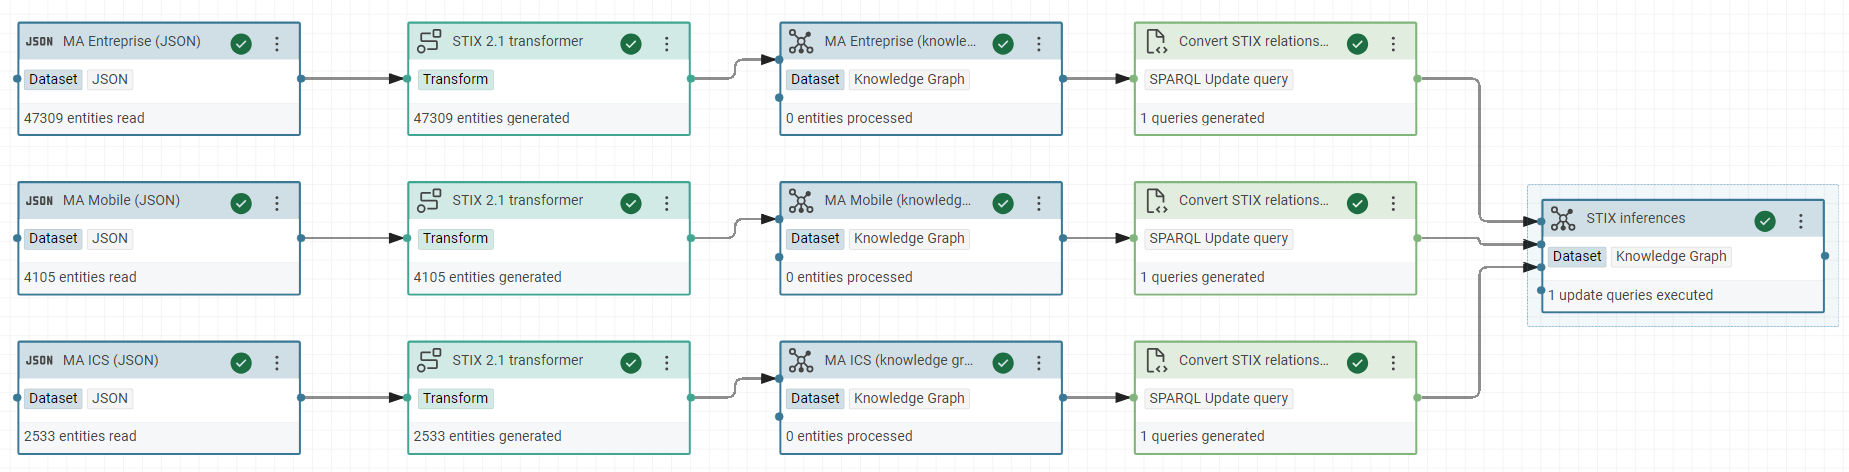 JSON MA Entreprise (JSON)
Dataset JSON
47309 entities read
STIX 2.1 transformer
Transform
47309 entities generated
MA Entreprise (knowle...
Dataset Knowledge Graph
0 entities processed
Convert STIX relations...
SPARQL Update query
1 queries generated
JSON MA Mobile (JSON)
Dataset JSON
4105 entities read
STIX 2.1 transformer
Transform
4105 entities generated
MA Mobile (knowledg...
Dataset Knowledge Graph
0 entities processed
Convert STIX relations...
SPARQL Update query
1 queries generated
STIX inferences
Dataset Knowledge Graph
1 update queries executed
JSON MA ICS (JSON)
Dataset JSON
2533 entities read
STIX 2.1 transformer
Transform
2533 entities generated
MA ICS (knowledge gr...
Dataset Knowledge Graph
0 entities processed
Convert STIX relations...
SPARQL Update query
1 queries generated